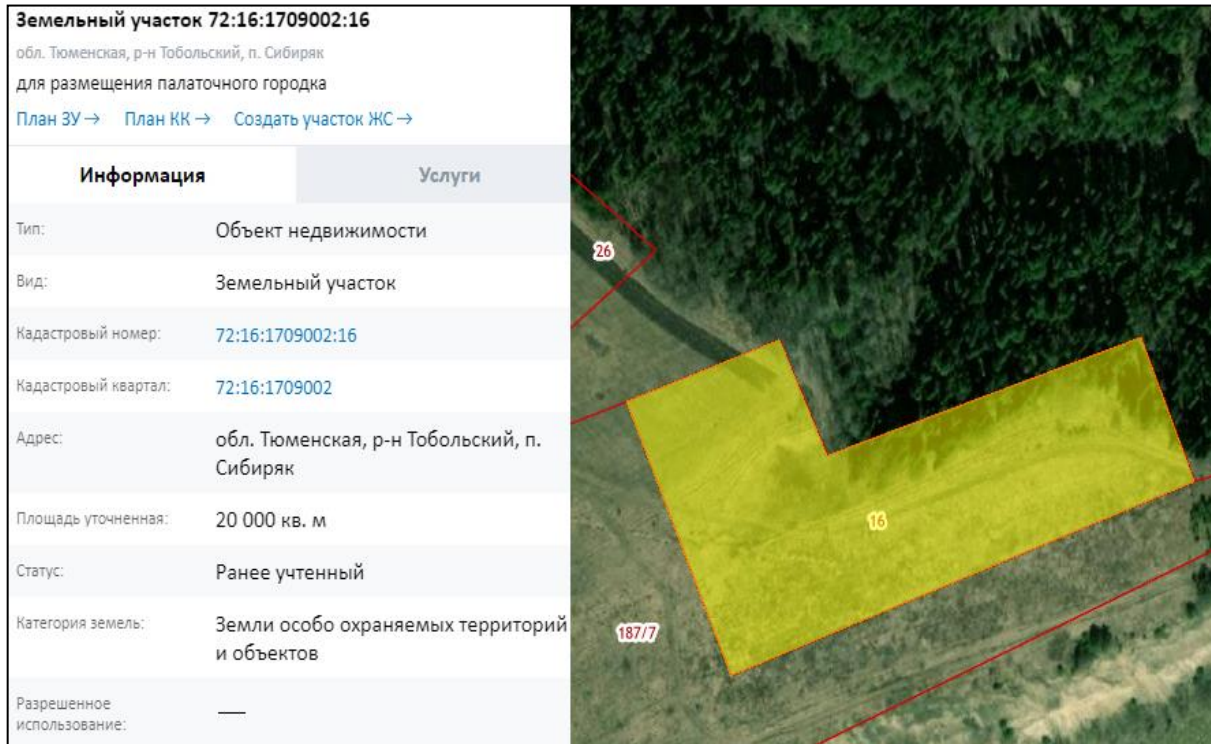 Земельный участок 72:16:1709002:16
обл. Тюменская, р-н Тобольский, п. Сибиряк
для размещения палаточного городка
План ЗУ → План КК → Создать участок ЖС →
Информация Услуги
Тип: Объект недвижимости
Вид: Земельный участок
Кадастровый номер: 72:16:1709002:16
Кадастровый квартал: 72:16:1709002
Адрес: обл. Тюменская, р-н Тобольский, п.
Сибиряк
Площадь уточненная: 20 000 кв. м
Статус: Ранее учтенный
Категория земель: Земли особо охраняемых территорий
и объектов
Разрешенное
использование: —
26
16
187/7